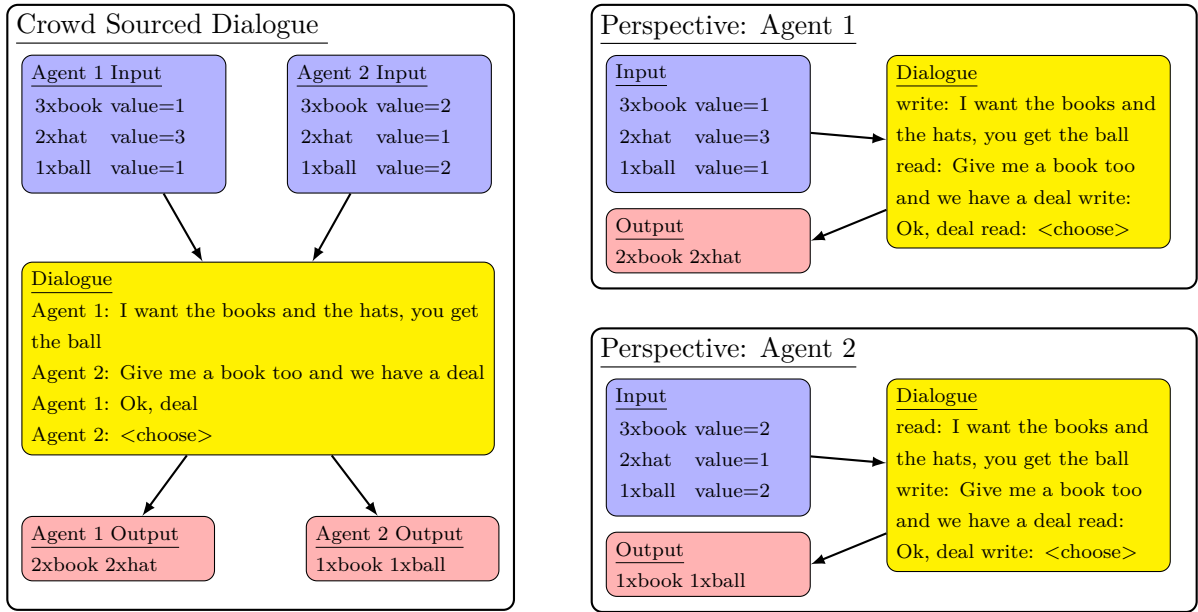 Crowd Sourced Dialogue
Agent 1 Input
3xbook value=1
2xhat value=3
1xball value=1
Agent 2 Input
3xbook value=2
2xhat value=1
1xball value=2
Dialogue
Agent 1: I want the books and the hats, you get
the ball
Agent 2: Give me a book too and we have a deal
Agent 1: Ok, deal
Agent 2: <choose>
Agent 1 Output
2xbook 2xhat
Agent 2 Output
1xbook 1xball
Perspective: Agent 1
Input
3xbook value=1
2xhat value=3
1xball value=1
Output
2xbook 2xhat
Dialogue
write: I want the books and
the hats, you get the ball
read: Give me a book too
and we have a deal write:
Ok, deal read: <choose>
Perspective: Agent 2
Input
3xbook value=2
2xhat value=1
1xball value=2
Output
1xbook 1xball
Dialogue
read: I want the books and
the hats, you get the ball
write: Give me a book too
and we have a deal read:
Ok, deal write: <choose>